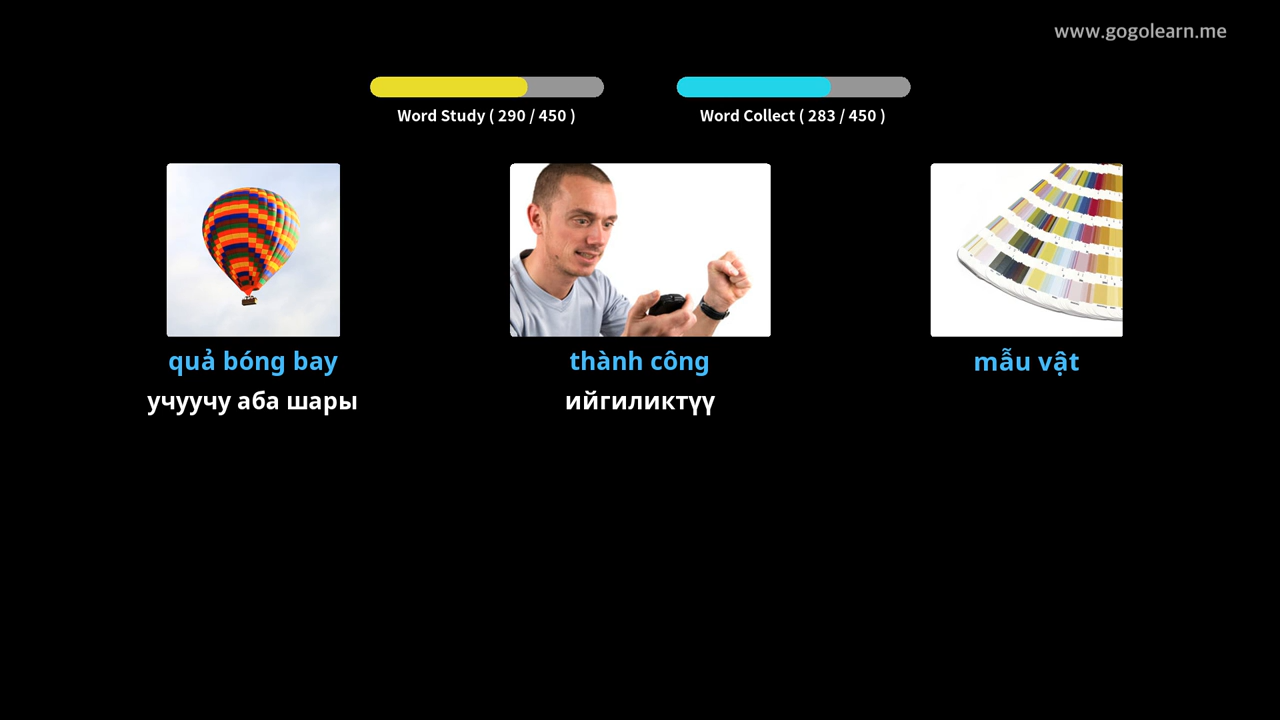 www.gogolearn.me
Word Study ( 290 / 450 )
Word Collect ( 283 / 450 )
quả bóng bay
thành công
mẫu vật
учуучу аба шары
ийгиликтүү